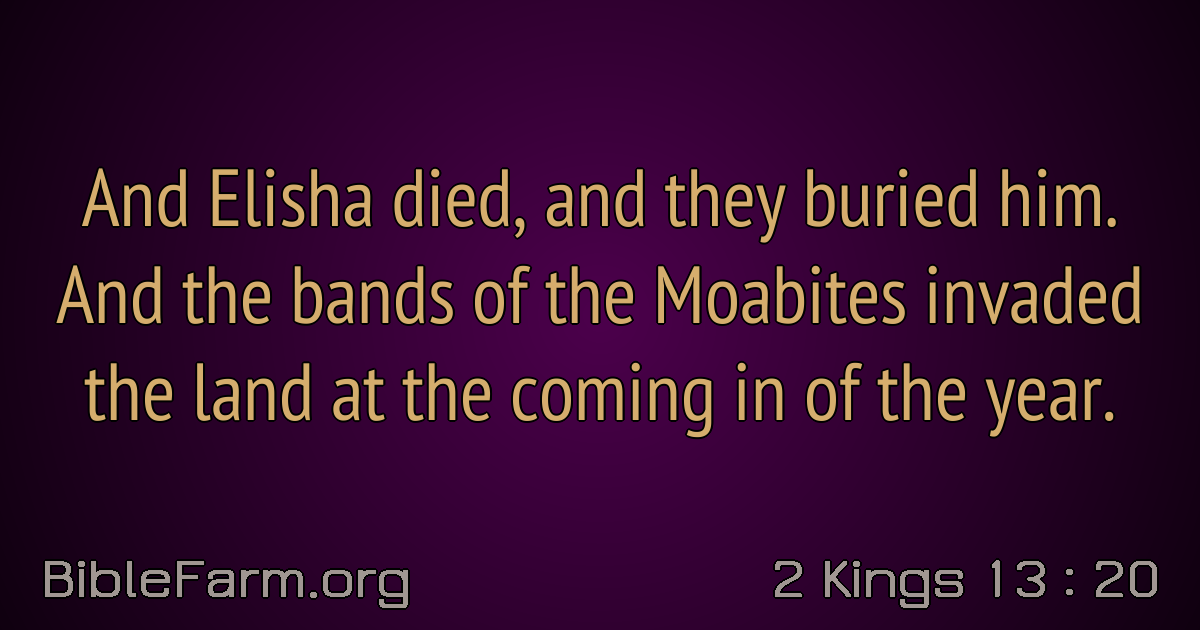 And Elisha died, and they buried him.
And the bands of the Moabites invaded
the land at the coming in of the year.
BibleFarm.org
2 Kings 13 : 20